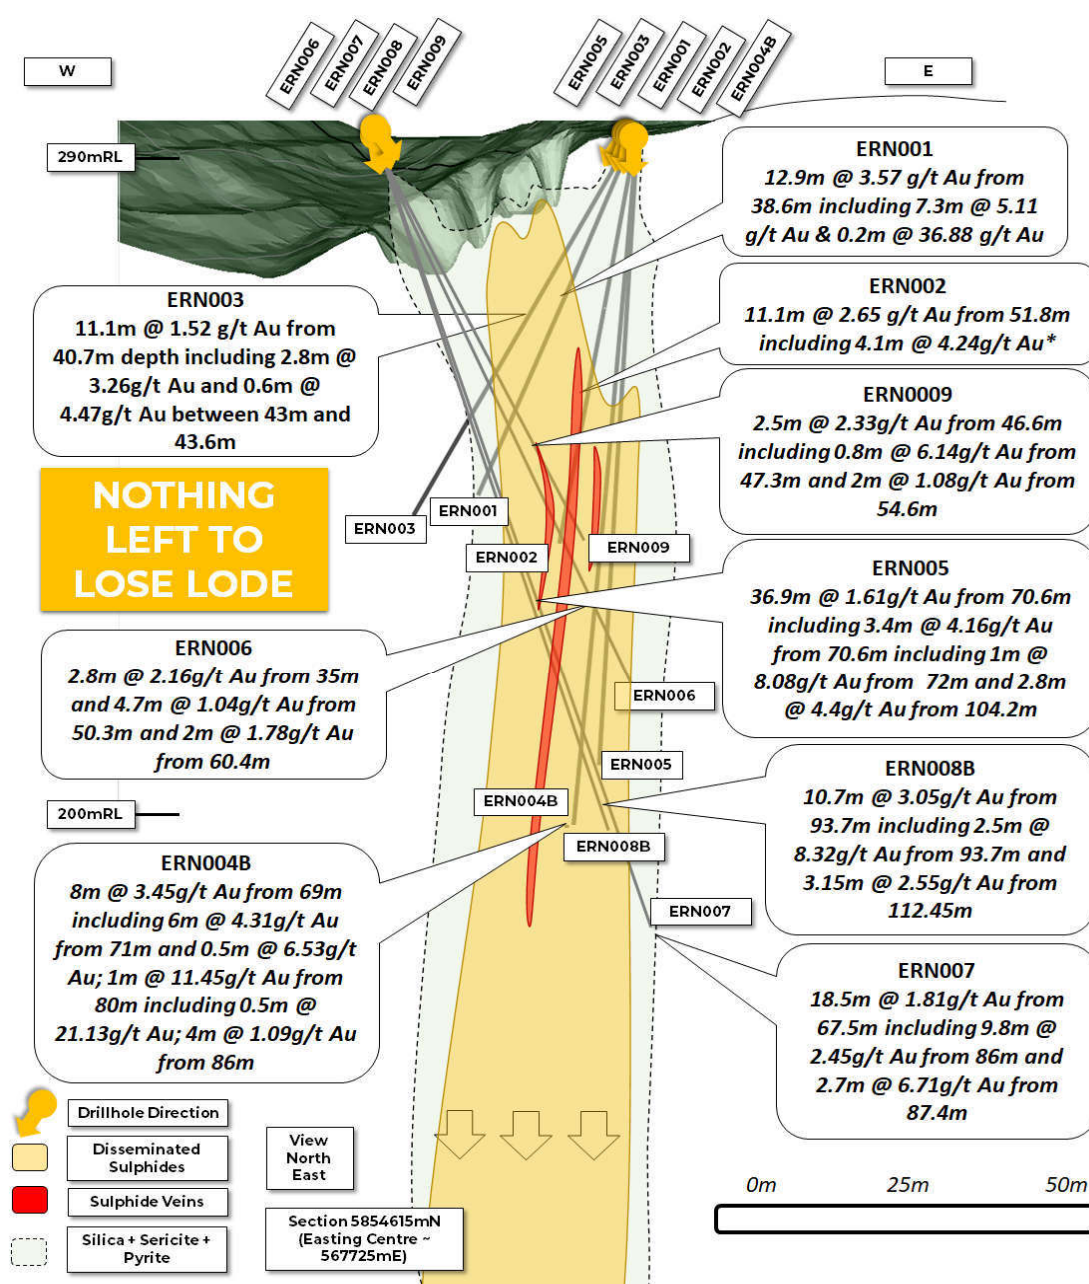 ERN006
ERN007
ERN008
ERN009
ERN005
ERN003
ERN001
ERN002
ERN004B
W
E
290mRL
ERN001
12.9m @ 3.57 g/t Au from
38.6m including 7.3m @ 5.11
g/t Au & 0.2m @ 36.88 g/t Au
ERN002
11.1m @ 2.65 g/t Au from 51.8m
including 4.1m @ 4.24g/t Au*
ERN003
11.1m @ 1.52 g/t Au from
40.7m depth including 2.8m @
3.26g/t Au and 0.6m @
4.47g/t Au between 43m and
43.6m
ERN0009
2.5m @ 2.33g/t Au from 46.6m
including 0.8m @ 6.14g/t Au from
47.3m and 2m @ 1.08g/t Au from
54.6m
NOTHING
LEFT TO
LOSE LODE
ERN003
ERN001
ERN002
ERN009
ERN005
36.9m @ 1.61g/t Au from 70.6m
including 3.4m @ 4.16g/t Au
from 70.6m including 1m @
8.08g/t Au from 72m and 2.8m
@ 4.4g/t Au from 104.2m
ERN006
2.8m @ 2.16g/t Au from 35m
and 4.7m @ 1.04g/t Au from
50.3m and 2m @ 1.78g/t Au
from 60.4m
ERN006
ERN005
ERN004B
ERN008B
ERN007
200mRL
ERN008B
10.7m @ 3.05g/t Au from
93.7m including 2.5m @
8.32g/t Au from 93.7m and
3.15m @ 2.55g/t Au from
112.45m
ERN004B
8m @ 3.45g/t Au from 69m
including 6m @ 4.31g/t Au
from 71m and 0.5m @ 6.53g/t
Au; 1m @ 11.45g/t Au from
80m including 0.5m @
21.13g/t Au; 4m @ 1.09g/t Au
from 86m
ERN007
18.5m @ 1.81g/t Au from
67.5m including 9.8m @
2.45g/t Au from 86m and
2.7m @ 6.71g/t Au from
87.4m
Drillhole Direction
Disseminated
Sulphides
Sulphide Veins
Silica + Sericite +
Pyrite
View
North
East
Section 5854615mN
(Easting Centre ~
567725mE)
0m
25m
50m